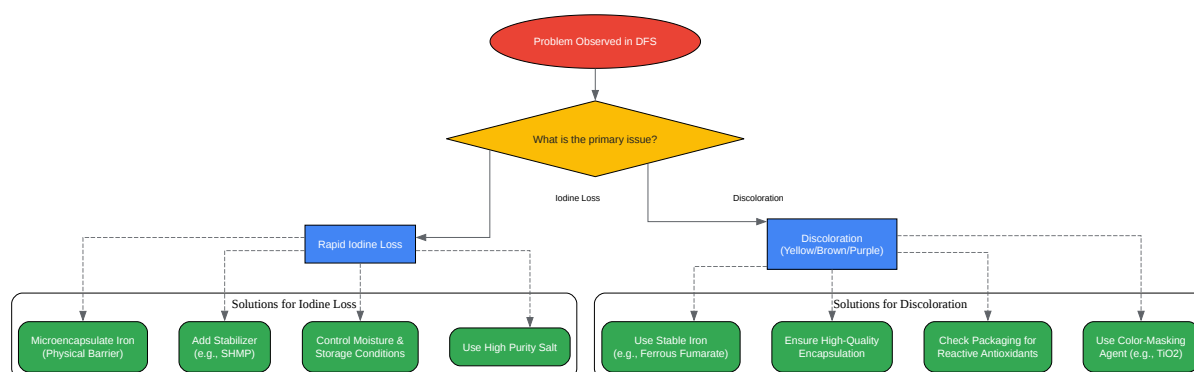 Problem Observed in DFS
What is the primary issue?
Iodine Loss
Discoloration
Rapid Iodine Loss
Discoloration
(Yellow/Brown/Purple)
Solutions for Iodine Loss
Solutions for Discoloration
Microencapsulate Iron
(Physical Barrier)
Add Stabilizer
(e.g., SHMP)
Control Moisture &
Storage Conditions
Use High Purity Salt
Use Stable Iron
(e.g., Ferrous Fumarate)
Ensure High-Quality
Encapsulation
Check Packaging for
Reactive Antioxidants
Use Color-Masking
Agent (e.g., TiO2)